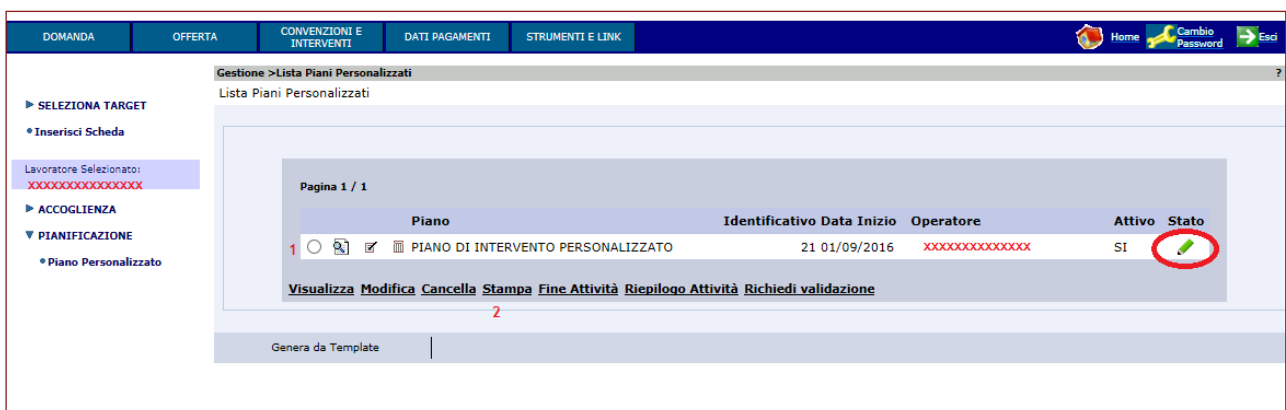 DOMANDA OFFERTA CONVENZIONI E INTERVENTI DATI PAGAMENTI STRUMENTI E LINK Home Cambio Password Esci
Gestione >Lista Piani Personalizzati ?
Lista Piani Personalizzati
SELEZIONA TARGET
Inserisci Scheda
Lavoratore Selezionato:
XXXXXXXXXXXXXXX
ACCOGLIENZA
PIANIFICAZIONE
Piano Personalizzato
Pagina 1 / 1
Piano Identificativo Data Inizio Operatore Attivo Stato
1 PIANO DI INTERVENTO PERSONALIZZATO 21 01/09/2016 XXXXXXXXXXXXXX SI
Visualizza Modifica Cancella Stampa Fine Attività Riepilogo Attività Richiedi validazione
2
Genera da Template